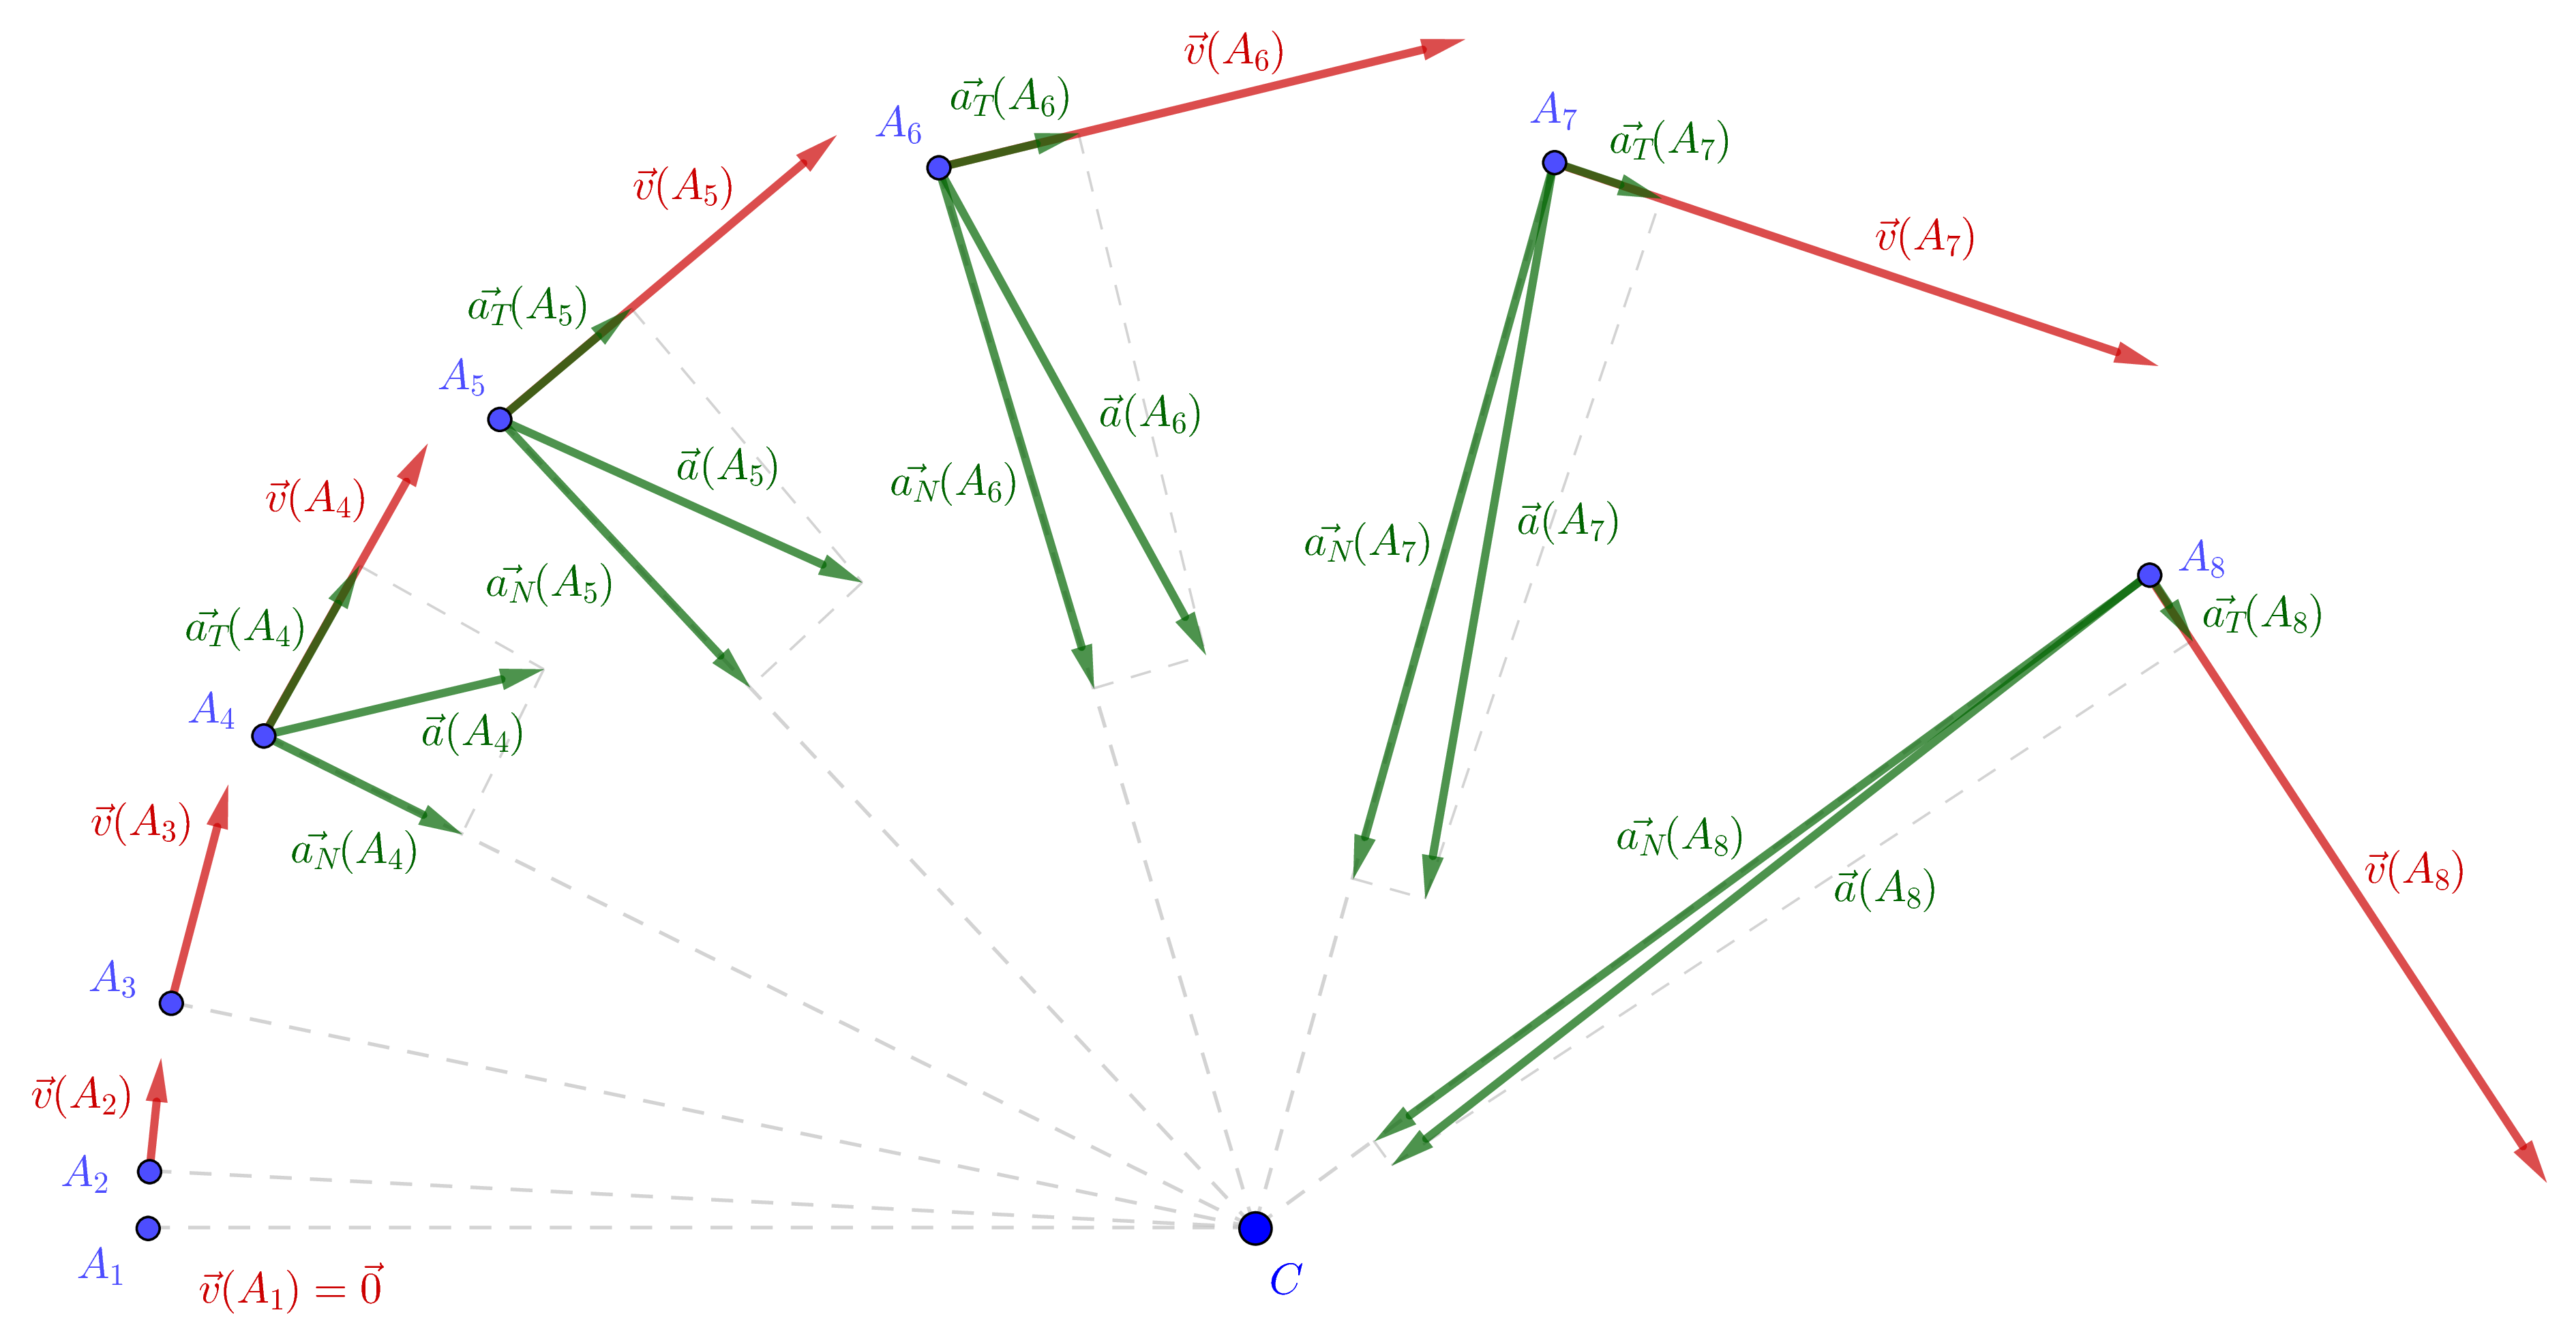 $\vec{v}(A_6)$
$\vec{a_T}(A_6)$
$A_6$
$A_7$
$\vec{a_T}(A_7)$
$\vec{v}(A_5)$
$\vec{v}(A_7)$
$\vec{a_T}(A_5)$
$A_5$
$\vec{a}(A_6)$
$\vec{a}(A_5)$
$\vec{a_N}(A_6)$
$\vec{v}(A_4)$
$\vec{a}(A_7)$
$\vec{a_N}(A_7)$
$A_8$
$\vec{a_N}(A_5)$
$\vec{a_T}(A_8)$
$\vec{a_T}(A_4)$
$A_4$
$\vec{a}(A_4)$
$\vec{v}(A_3)$
$\vec{a_N}(A_4)$
$\vec{a_N}(A_8)$
$\vec{v}(A_8)$
$\vec{a}(A_8)$
$A_3$
$\vec{v}(A_2)$
$A_2$
$A_1$
$\vec{v}(A_1) = \vec{0}$
$C$